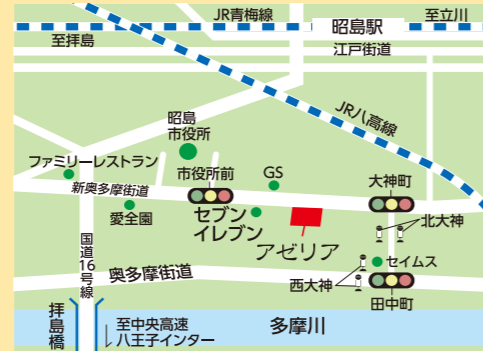 JR青梅線
昭島駅
至立川
至拝島
江戸街道
JR八高線
昭島
市役所
ファミリーレストラン
市役所前
GS
大神町
新奥多摩街道
愛全園
セブン
イレブン
アゼリア
北大神
国道16号線
奥多摩街道
西大神
セイムス
田中町
拝島橋
至中央高速
八王子インター
多摩川